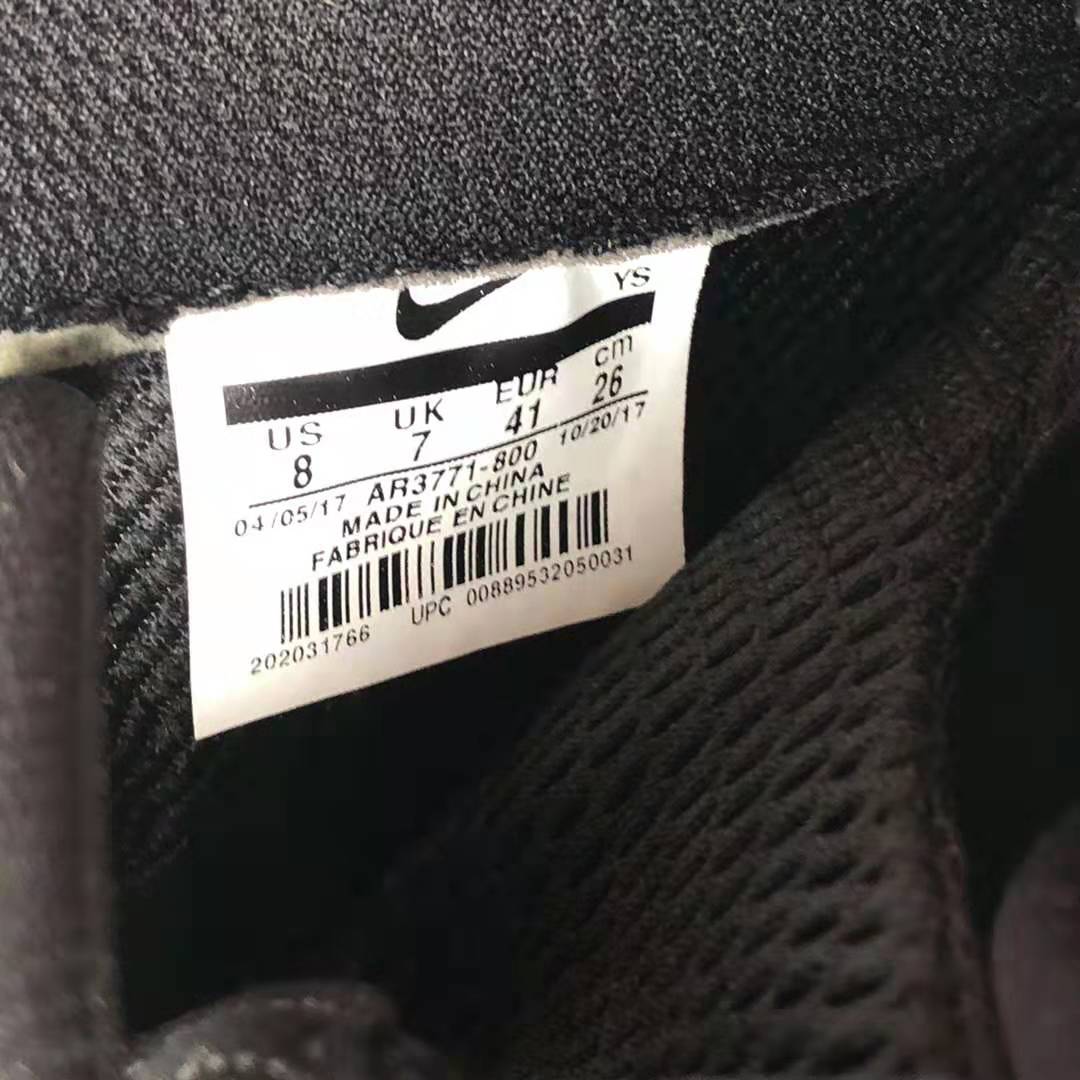 YS
US UK EUR cm
8 7 41 26
04/05/17 AR3771-800 10/20/17
MADE IN CHINA
FABRIQUE EN CHINE
202031766 UPC 00889532050031